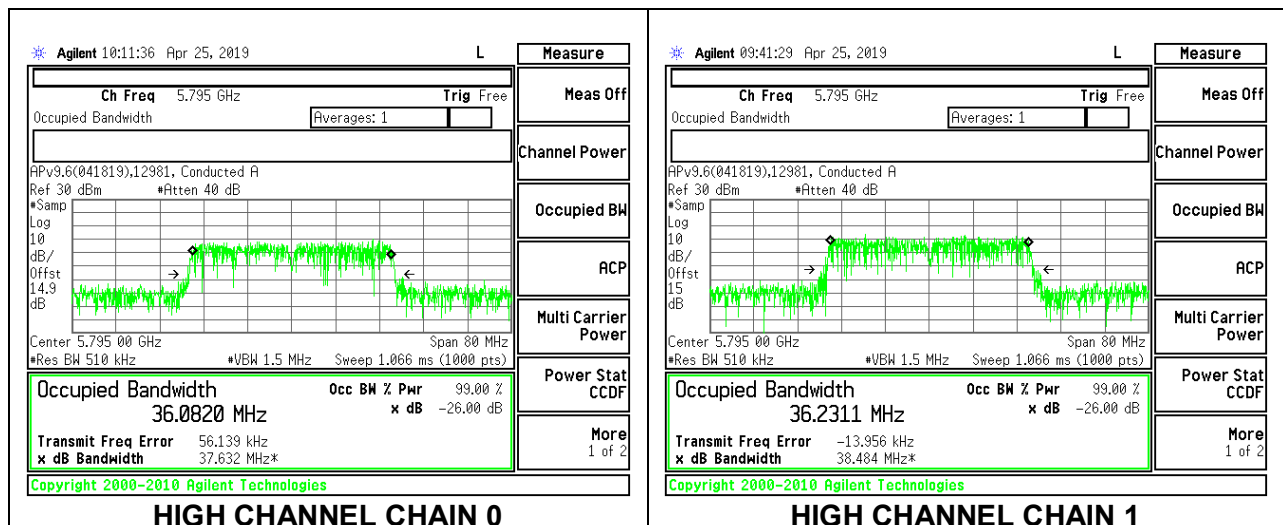 Agilent 10:11:36 Apr 25, 2019 L
Measure
Ch Freq 5.795 GHz Trig Free
Meas Off
Occupied Bandwidth Averages: 1
Channel Power
APv9.6(041819),12981, Conducted A
Ref 30 dBm #Atten 40 dB
#Samp
Occupied BW
Log
10
dB/
ACP
Offst
14.9
dB
Multi Carrier
Power
Center 5.795 00 GHz Span 80 MHz
#Res BW 510 kHz #VBW 1.5 MHz Sweep 1.066 ms (1000 pts)
Power Stat
CCDF
Occupied Bandwidth Occ BW % Pwr 99.00 %
36.0820 MHz x dB -26.00 dB
More
1 of 2
Transmit Freq Error 56.139 kHz
x dB Bandwidth 37.632 MHz*
Copyright 2000-2010 Agilent Technologies
HIGH CHANNEL CHAIN 0
Agilent 09:41:29 Apr 25, 2019 L
Measure
Ch Freq 5.795 GHz Trig Free
Meas Off
Occupied Bandwidth Averages: 1
Channel Power
APv9.6(041819),12981, Conducted A
Ref 30 dBm #Atten 40 dB
#Samp
Occupied BW
Log
10
dB/
ACP
Offst
15
dB
Multi Carrier
Power
Center 5.795 00 GHz Span 80 MHz
#Res BW 510 kHz #VBW 1.5 MHz Sweep 1.066 ms (1000 pts)
Power Stat
CCDF
Occupied Bandwidth Occ BW % Pwr 99.00 %
36.2311 MHz x dB -26.00 dB
More
1 of 2
Transmit Freq Error -13.956 kHz
x dB Bandwidth 38.484 MHz*
Copyright 2000-2010 Agilent Technologies
HIGH CHANNEL CHAIN 1